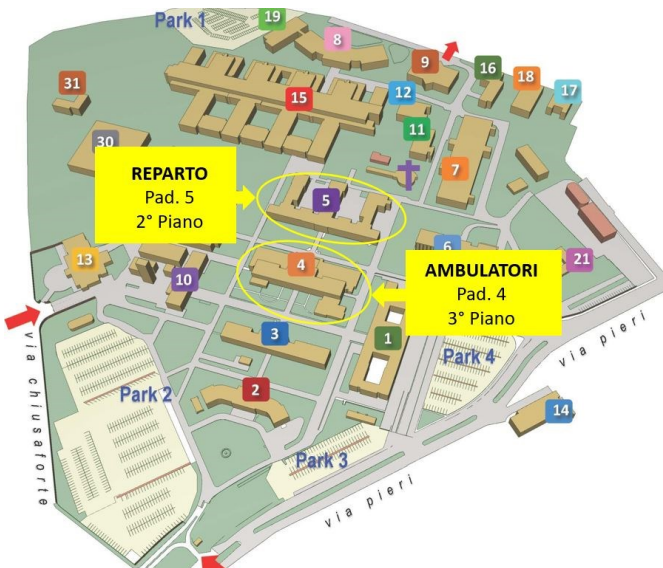 Park 1
19
8
9
16
18
17
31
15
12
11
30
7
REPARTO
Pad. 5
2° Piano
5
6
13
10
4
21
AMBULATORI
Pad. 4
3° Piano
3
1
Park 4
via pieri
via chiusaforte
Park 2
2
14
Park 3
via pieri